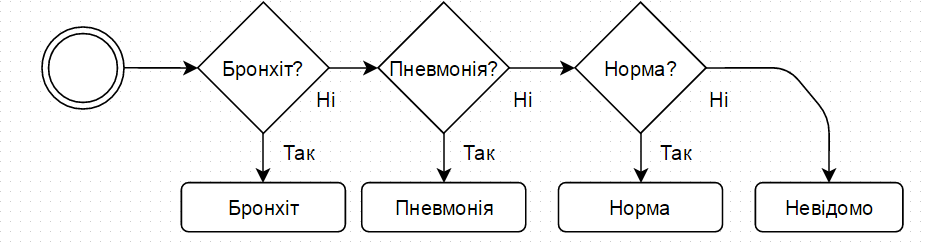 Бронхіт?
Пневмонія?
Норма?
Ні
Ні
Ні
Так
Так
Так
Бронхіт
Пневмонія
Норма
Невідомо